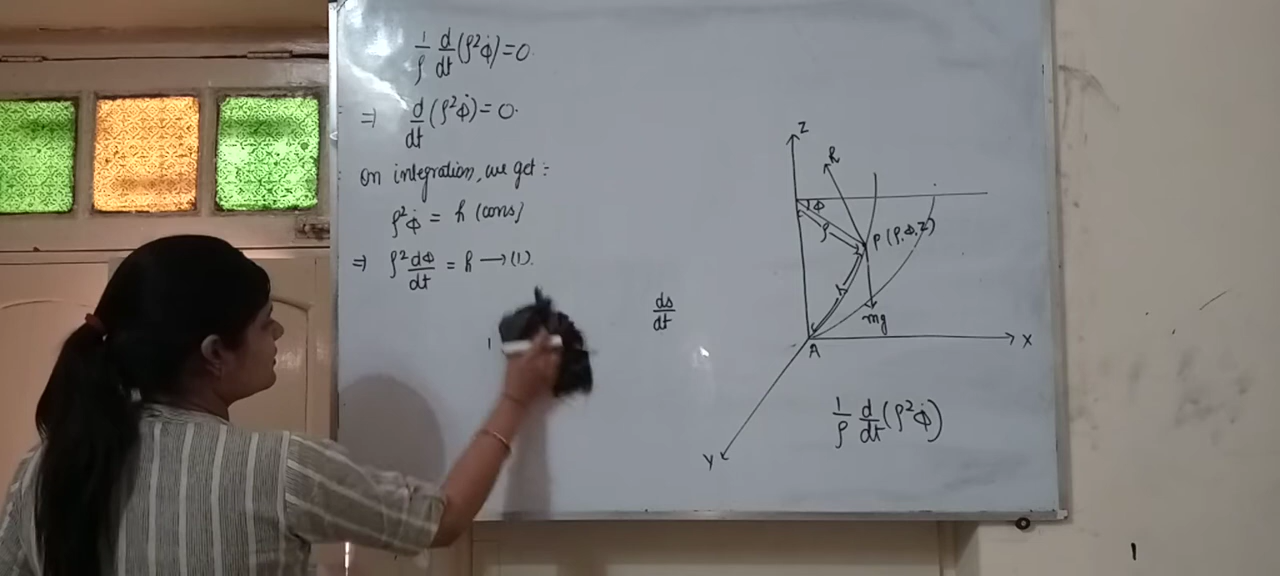 1/ρ d/dt(ρ²φ̇)=0.
⇒ d/dt(ρ²φ̇)=0.
On integration, we get:
ρ²φ̇ = h (cons)
⇒ ρ² dφ/dt = h → (1).
ds/dt
Z
R
φ
ρ
P(ρ,φ,z)
mg
A
X
Y
1/ρ d/dt(ρ²φ̇)